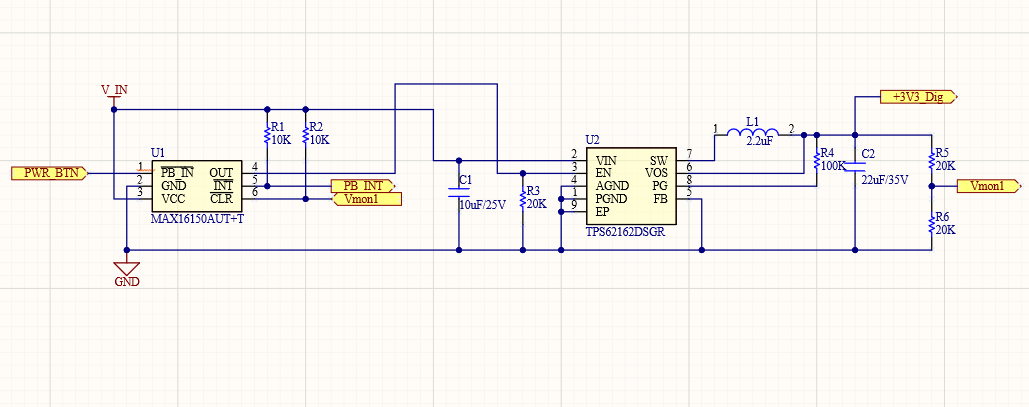 V_IN
+3V3_Dig
R1
10K
R2
10K
L1
1
2
2.2uF
U1
PWR_BTN
1
2
3
PB_IN
GND
VCC
OUT
INT
CLR
4
5
6
MAX16150AUT+T
PB_INT
Vmon1
C1
10uF/25V
R3
20K
U2
2
3
4
1
9
VIN
EN
AGND
PGND
EP
SW
VOS
PG
FB
7
6
8
5
TPS62162DSGR
R4
100K
C2
22uF/35V
R5
20K
Vmon1
R6
20K
GND